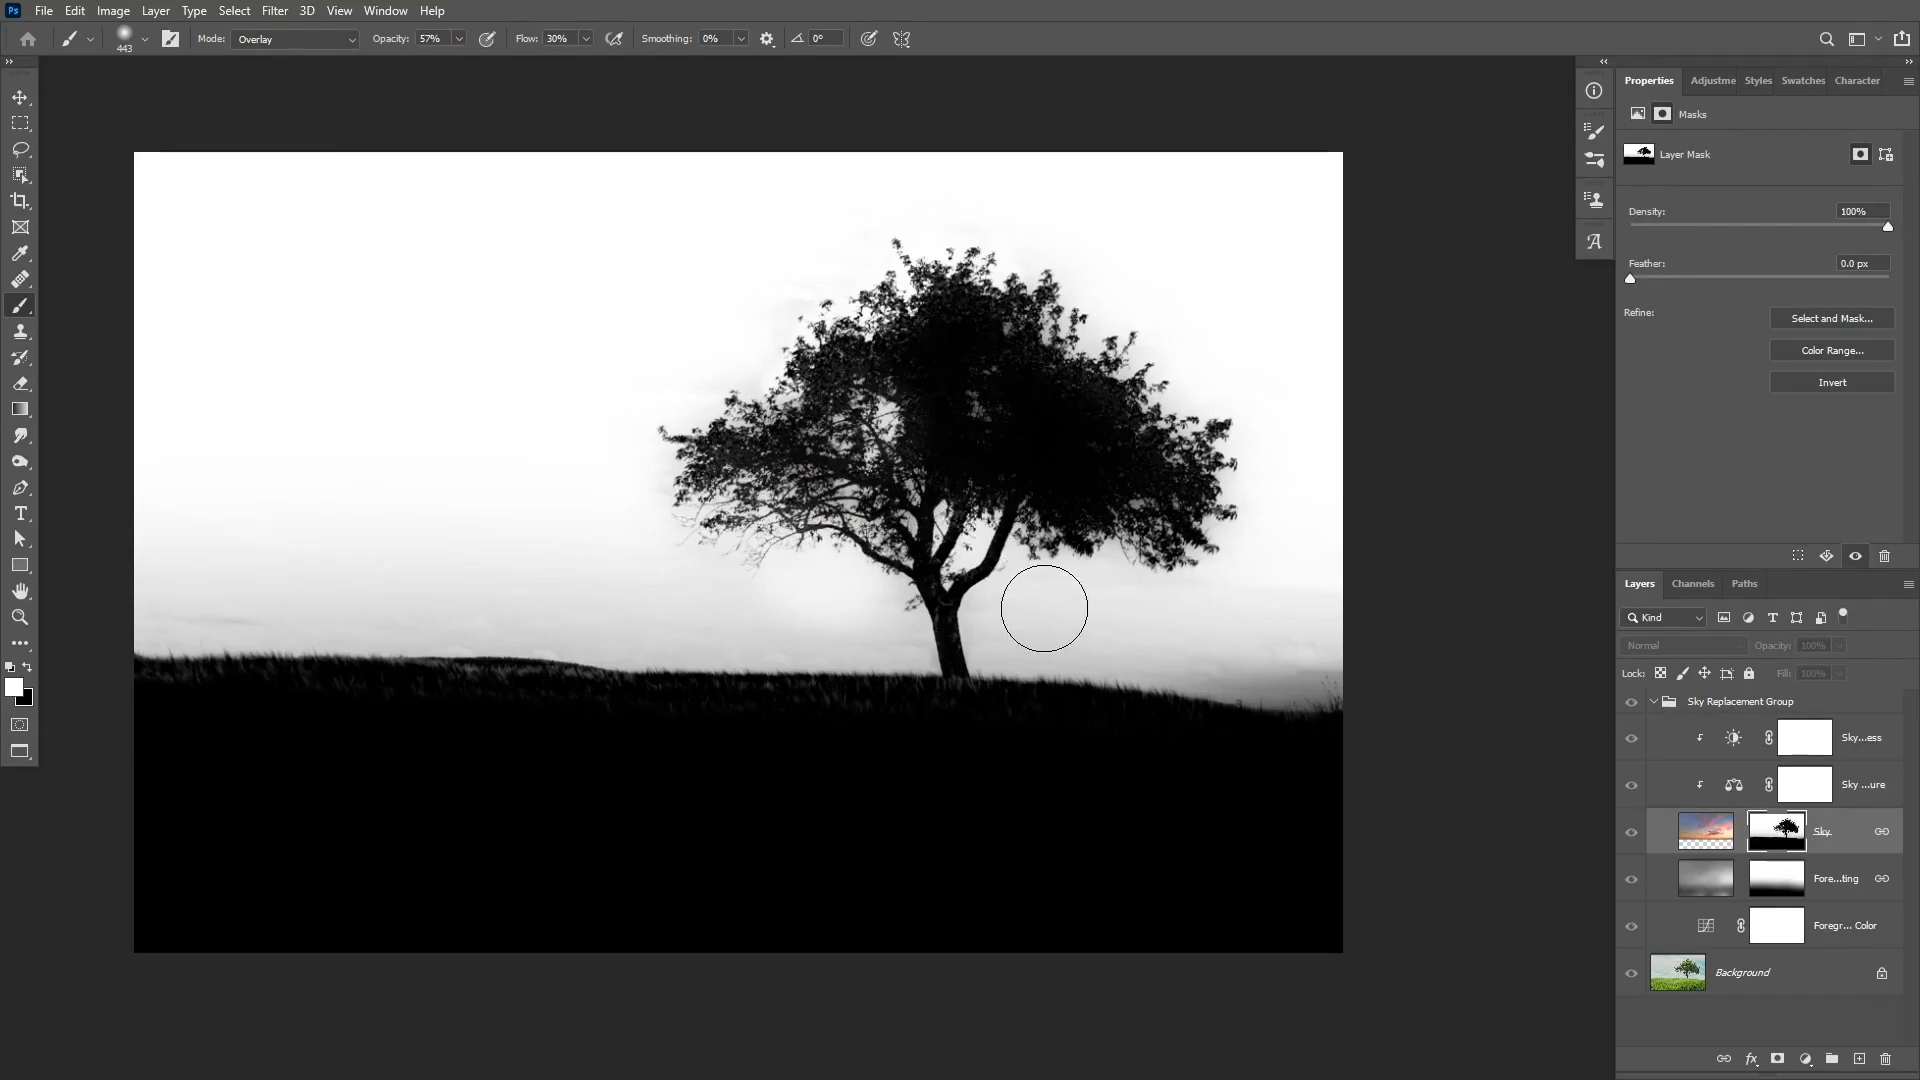 Ps File Edit Image Layer Type Select Filter 3D View Window Help
443 Mode: Overlay Opacity: 57% Flow: 30% Smoothing: 0% 0°
Properties Adjustme Styles Swatches Character
Masks
Layer Mask
Density: 100%
Feather: 0.0 px
Refine: Select and Mask...
Color Range...
Invert
Layers Channels Paths
Kind
Normal Opacity: 100%
Lock: Fill: 100%
Sky Replacement Group
Sky...ess
Sky ...ure
Sky
Fore...ting
Foregr... Color
Background